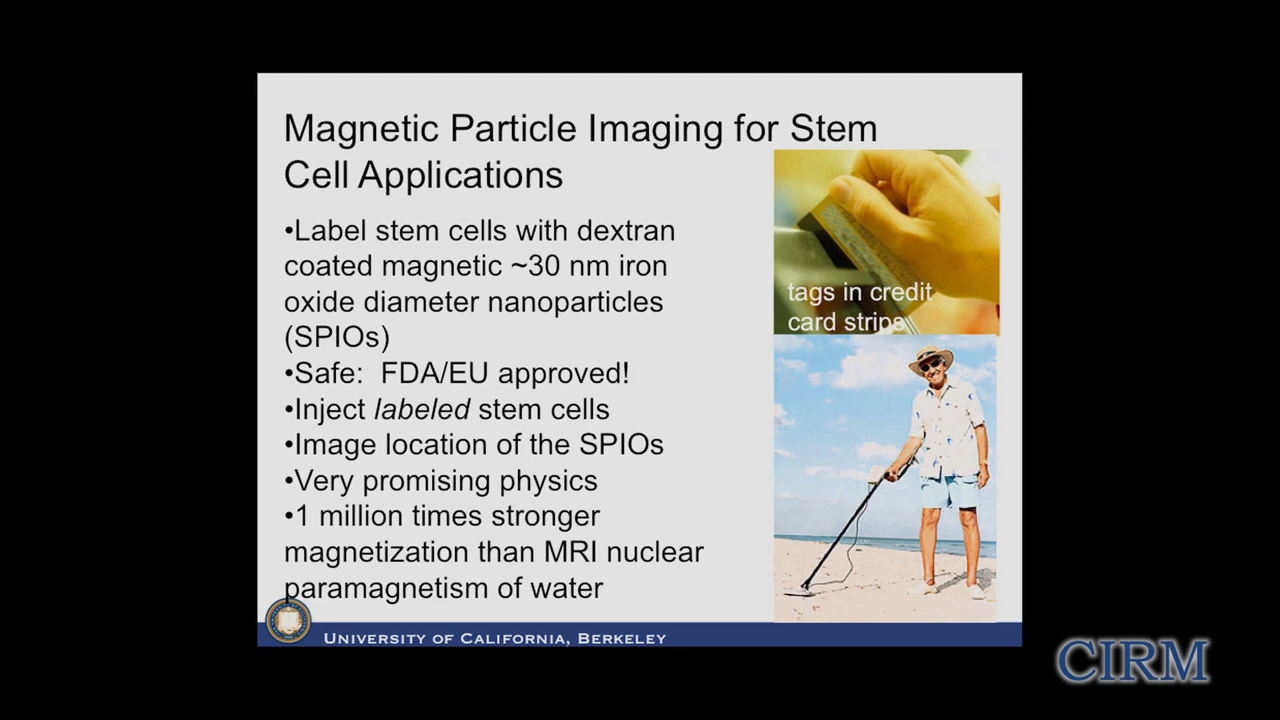 Magnetic Particle Imaging for Stem
Cell Applications
•Label stem cells with dextran
coated magnetic ~30 nm iron
oxide diameter nanoparticles
(SPIOs)
•Safe:  FDA/EU approved!
•Inject labeled stem cells
•Image location of the SPIOs
•Very promising physics
•1 million times stronger
magnetization than MRI nuclear
paramagnetism of water
tags in credit
card strips
UNIVERSITY OF CALIFORNIA, BERKELEY
CIRM